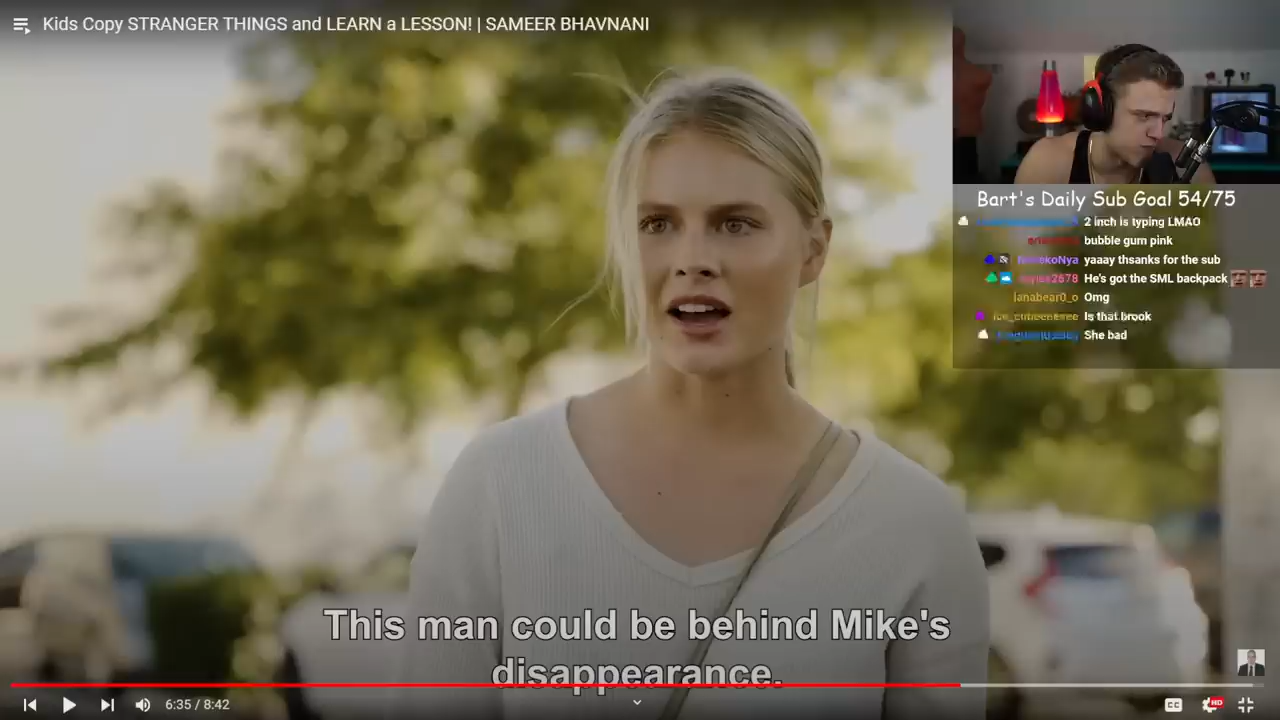 Kids Copy STRANGER THINGS and LEARN a LESSON! | SAMEER BHAVNANI
Bart's Daily Sub Goal 54/75
2 inch is typing LMAO
bubble gum pink
yaaay thsanks for the sub
He's got the SML backpack
lanabear0_o Omg
Is that brook
She bad
This man could be behind Mike's
disappearance.
6:35 / 8:42
CC
HD